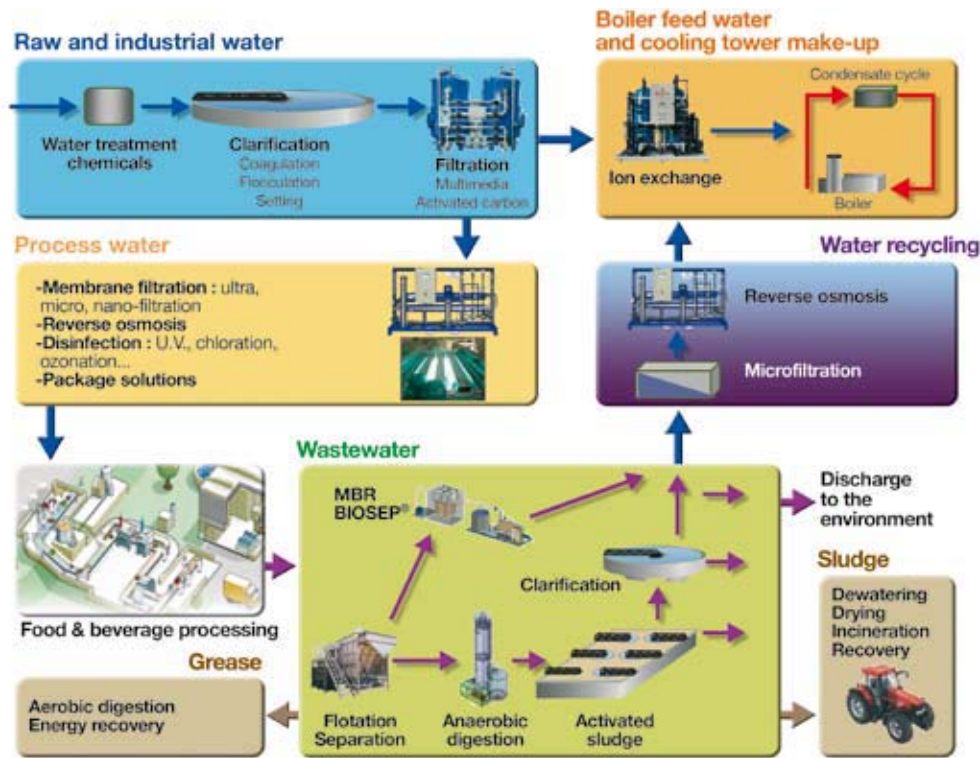 Raw and industrial water
Water treatment
chemicals
Clarification
Coagulation
Flocculation
Setting
Filtration
Multimedia
Activated carbon
Boiler feed water
and cooling tower make-up
Ion exchange
Condensate cycle
Boiler
Process water
-Membrane filtration : ultra,
micro, nano-filtration
-Reverse osmosis
-Disinfection : U.V., chloration,
ozonation...
-Package solutions
Water recycling
Reverse osmosis
Microfiltration
Food & beverage processing
Wastewater
MBR
BIOSEP®
Clarification
Flotation
Separation
Anaerobic
digestion
Activated
sludge
Discharge
to the
environment
Grease
Aerobic digestion
Energy recovery
Sludge
Dewatering
Drying
Incineration
Recovery